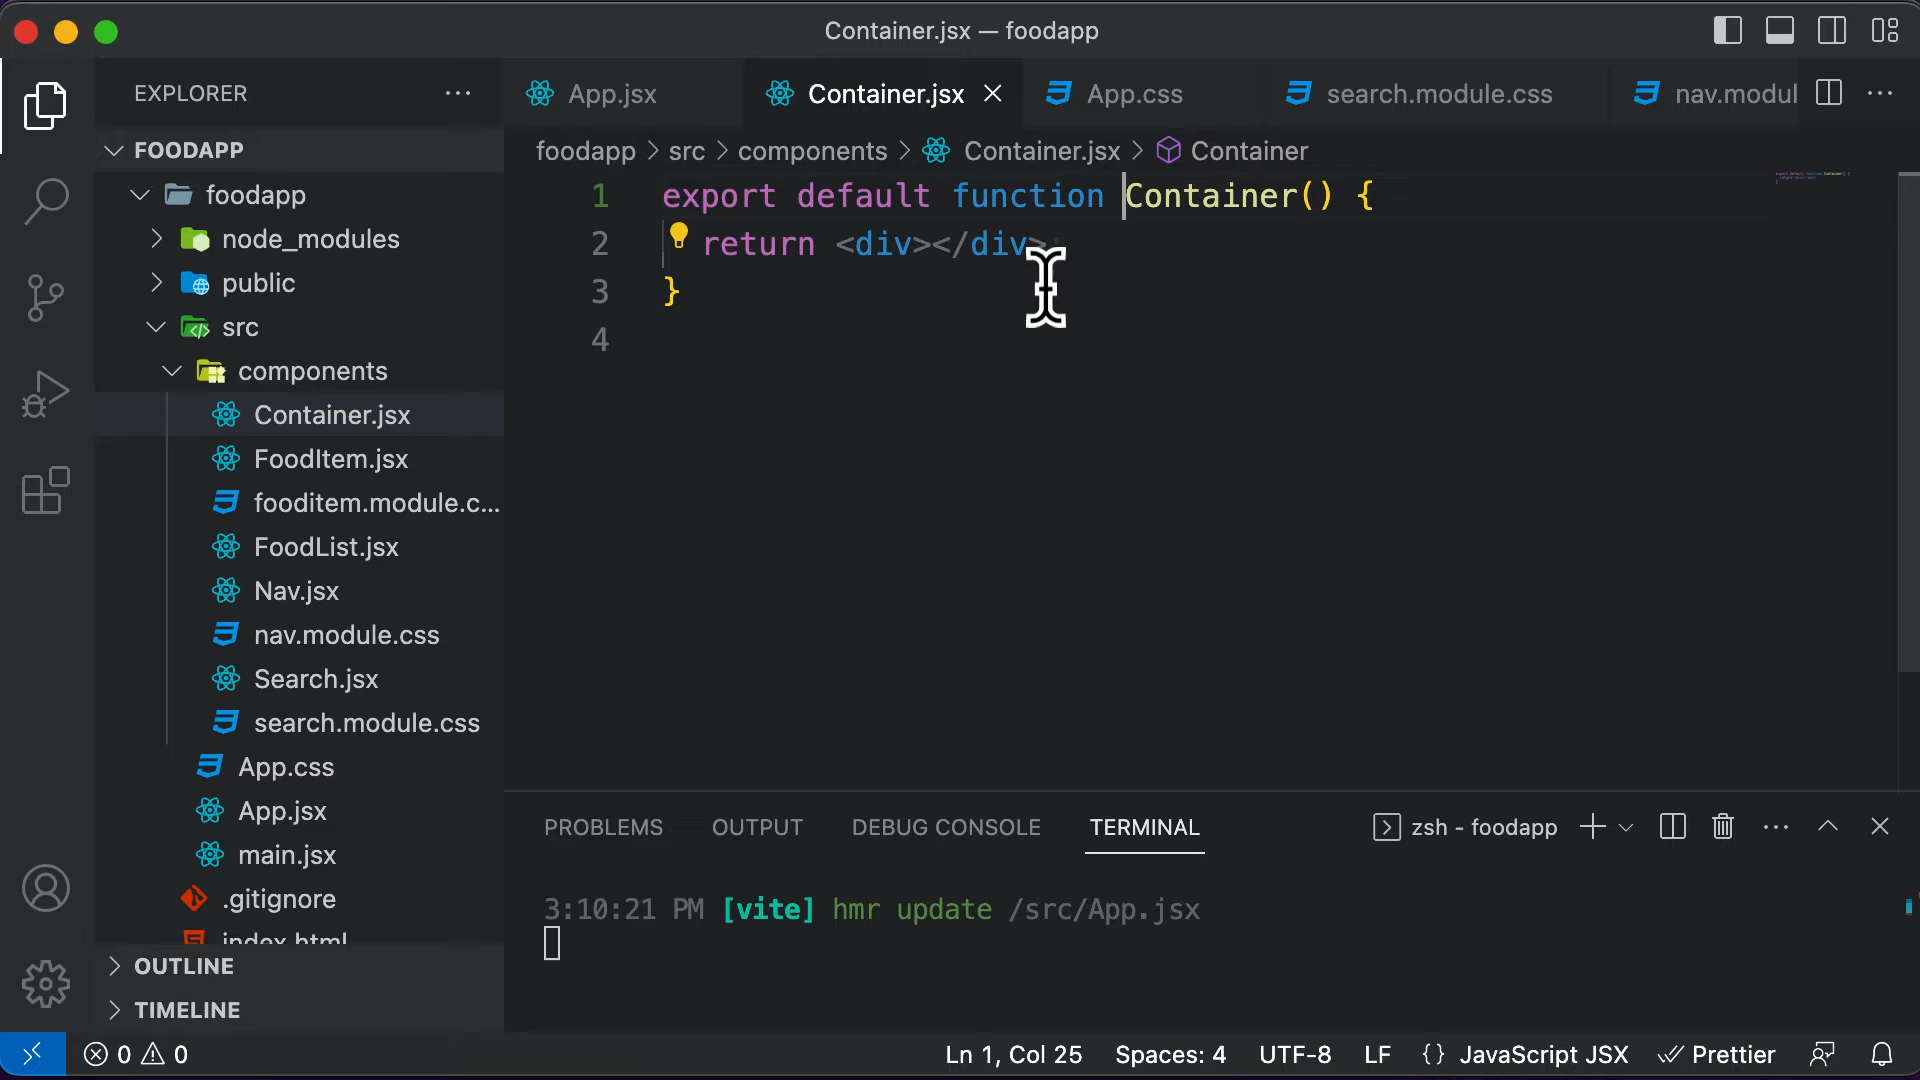 Container.jsx — foodapp
EXPLORER
App.jsx
Container.jsx
App.css
search.module.css
nav.modul
FOODAPP
foodapp > src > components > Container.jsx > Container
foodapp
node_modules
public
src
components
Container.jsx
FoodItem.jsx
fooditem.module.c...
FoodList.jsx
Nav.jsx
nav.module.css
Search.jsx
search.module.css
App.css
App.jsx
main.jsx
.gitignore
index.html
OUTLINE
TIMELINE
1 export default function Container() {
2 return <div></div>
3 }
4
PROBLEMS OUTPUT DEBUG CONSOLE TERMINAL
zsh - foodapp
3:10:21 PM [vite] hmr update /src/App.jsx
0 0
Ln 1, Col 25 Spaces: 4 UTF-8 LF {} JavaScript JSX Prettier